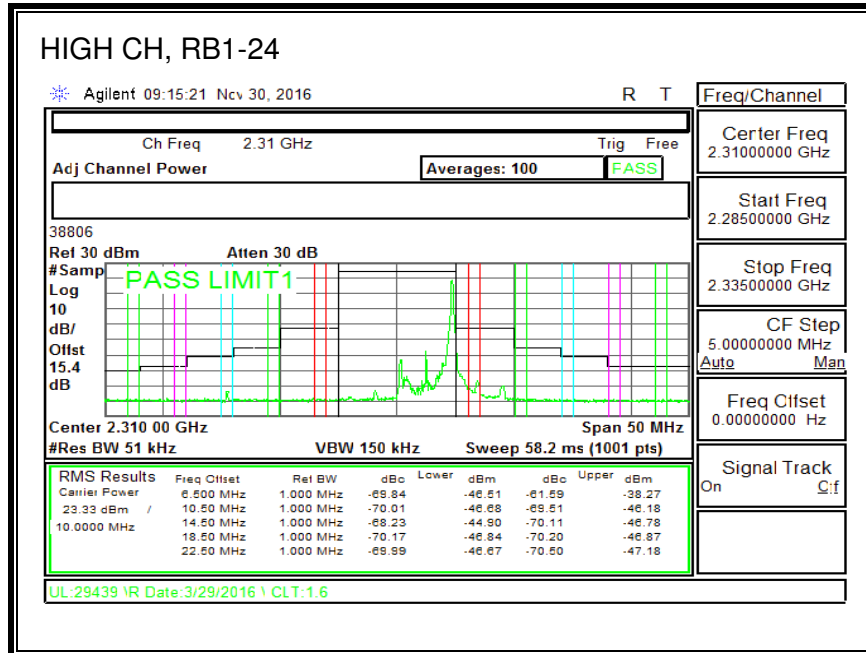 HIGH CH, RB1-24
Agilent 09:15:21 Nov 30, 2016 R T
Freq/Channel
Ch Freq 2.31 GHz Trig Free
Adj Channel Power Averages: 100 PASS
Center Freq
2.31000000 GHz
Start Freq
2.28500000 GHz
Stop Freq
2.33500000 GHz
CF Step
5.00000000 MHz
Auto Man
Freq Offset
0.00000000 Hz
Signal Track
On Off
38806
Ref 30 dBm Atten 30 dB
#Samp
Log
10
dB/
Offst
15.4
dB
PASS LIMIT1
Center 2.310 00 GHz Span 50 MHz
#Res BW 51 kHz VBW 150 kHz Sweep 58.2 ms (1001 pts)
RMS Results Freq Offset Ref BW dBc Lower dBm dBc Upper dBm
Carrier Power 6.500 MHz 1.000 MHz -69.84 -46.51 -61.59 -38.27
23.33 dBm / 10.50 MHz 1.000 MHz -70.01 -46.68 -69.51 -46.18
10.0000 MHz 14.50 MHz 1.000 MHz -68.23 -44.90 -70.11 -46.78
18.50 MHz 1.000 MHz -70.17 -46.84 -70.20 -46.87
22.50 MHz 1.000 MHz -69.99 -46.67 -70.50 -47.18
UL:29439 \R Date:3/29/2016 \ CLT:1.6